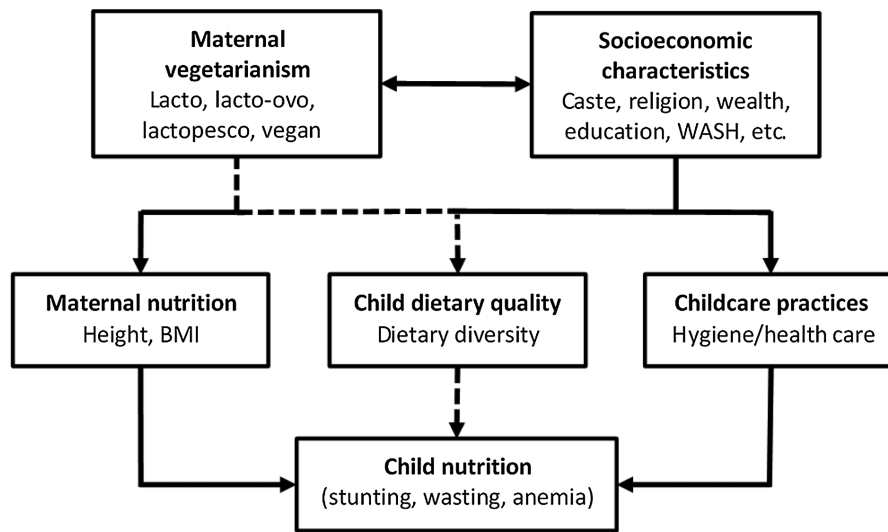 Maternal
vegetarianism
Lacto, lacto-ovo,
lactopesco, vegan
Socioeconomic
characteristics
Caste, religion, wealth,
education, WASH, etc.
Maternal nutrition
Height, BMI
Child dietary quality
Dietary diversity
Childcare practices
Hygiene/health care
Child nutrition
(stunting, wasting, anemia)